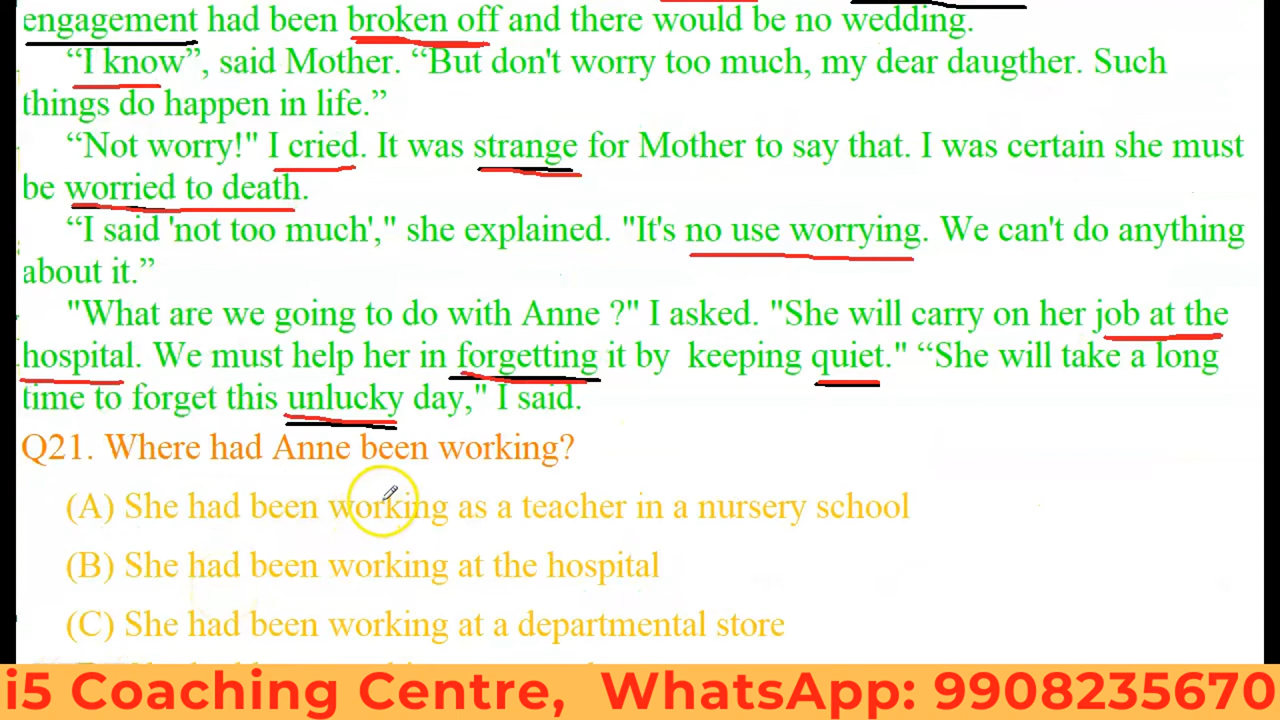 engagement had been broken off and there would be no wedding.
“I know”, said Mother. “But don't worry too much, my dear daugther. Such
things do happen in life.”
“Not worry!" I cried. It was strange for Mother to say that. I was certain she must
be worried to death.
“I said 'not too much'," she explained. "It's no use worrying. We can't do anything
about it.”
"What are we going to do with Anne ?" I asked. "She will carry on her job at the
hospital. We must help her in forgetting it by keeping quiet." “She will take a long
time to forget this unlucky day," I said.
Q21. Where had Anne been working?
(A) She had been working as a teacher in a nursery school
(B) She had been working at the hospital
(C) She had been working at a departmental store
i5 Coaching Centre, WhatsApp: 9908235670